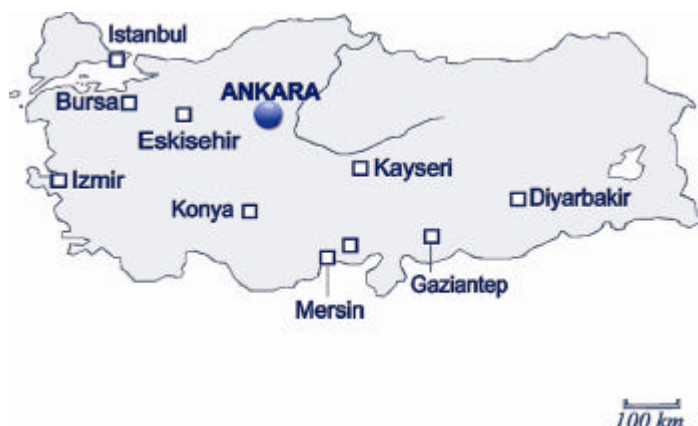 Istanbul
ANKARA
Bursa
Eskisehir
Kayseri
Izmir
Diyarbakir
Konya
Gaziantep
Mersin
100 km